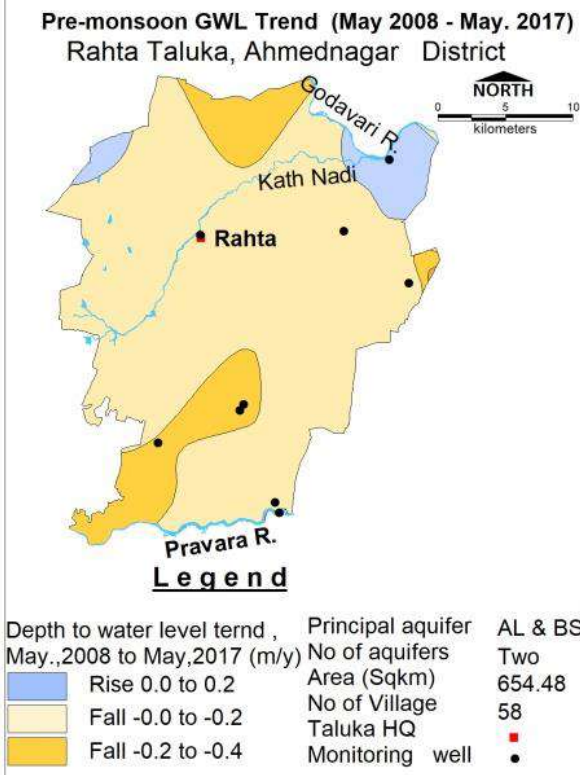 Pre-monsoon GWL Trend (May 2008 - May. 2017)
Rahta Taluka, Ahmednagar District
NORTH
0 5 10
kilometers
Godavari R.
Kath Nadi
Rahta
Pravara R.
Legend
Depth to water level ternd ,
May.,2008 to May,2017 (m/y)
Rise 0.0 to 0.2
Fall -0.0 to -0.2
Fall -0.2 to -0.4
Principal aquifer AL & BS
No of aquifers Two
Area (Sqkm) 654.48
No of Village 58
Taluka HQ
Monitoring well